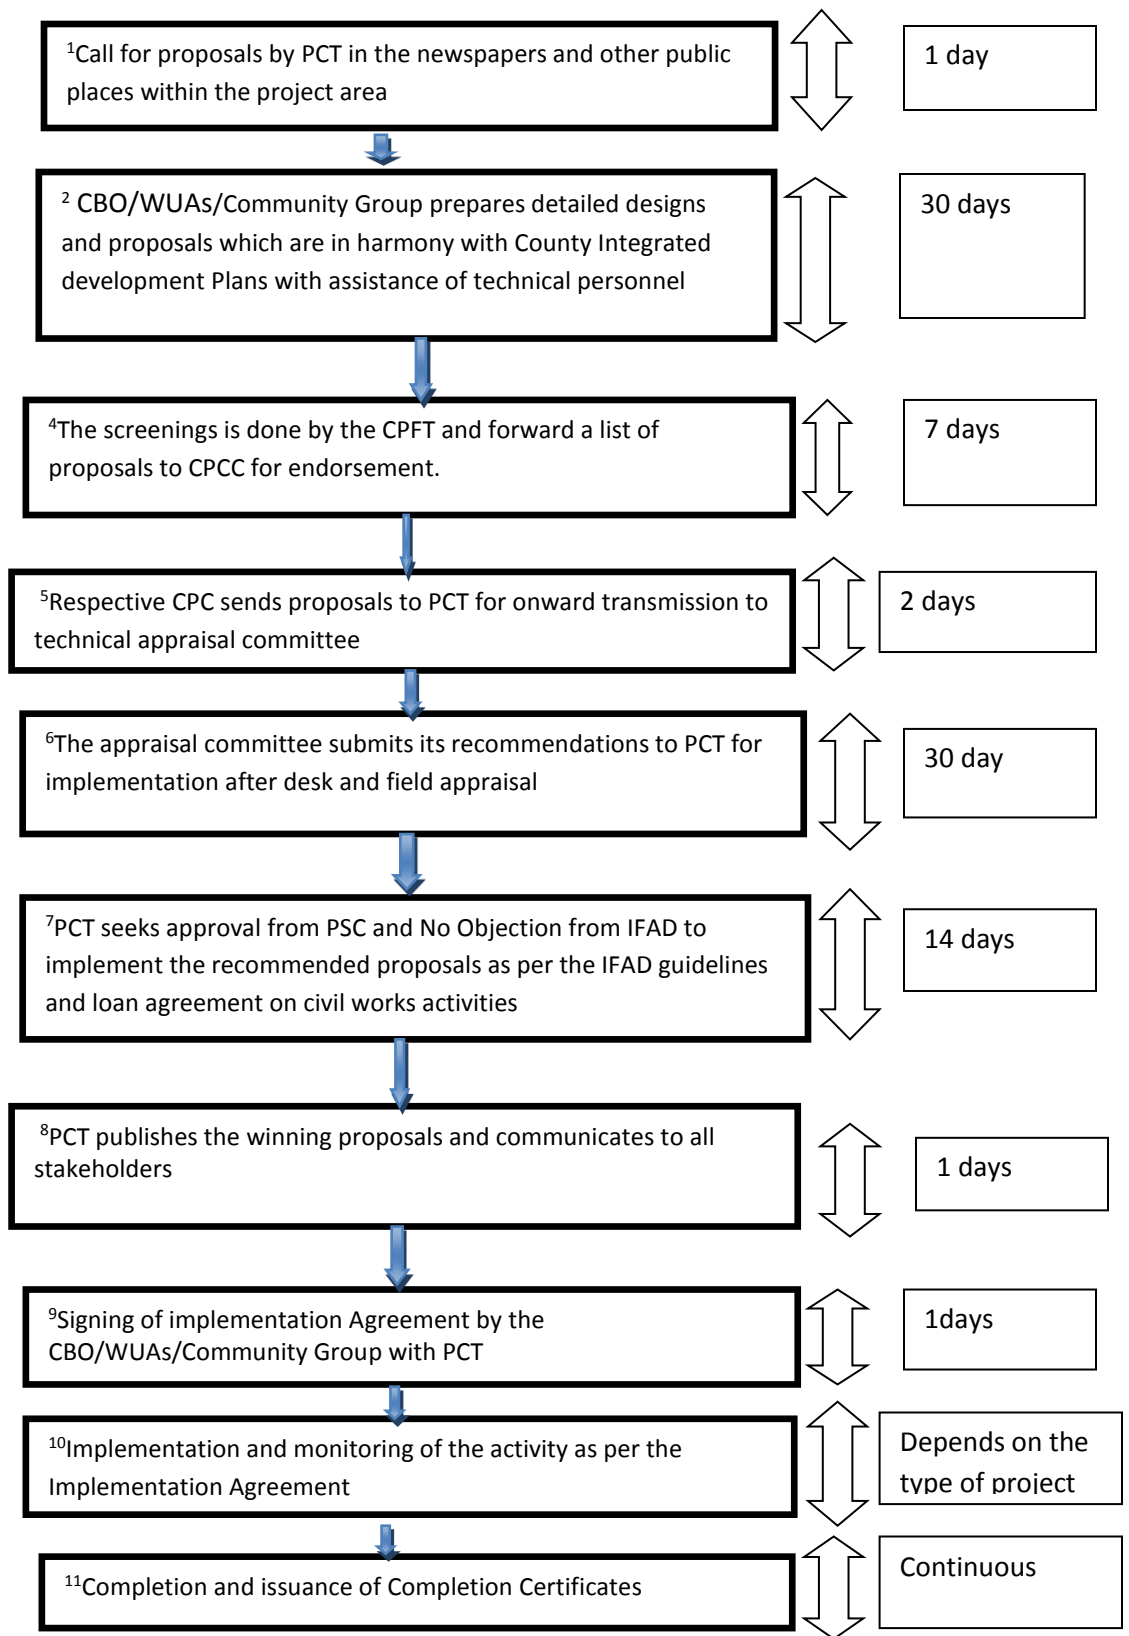 ¹Call for proposals by PCT in the newspapers and other public
places within the project area
1 day
² CBO/WUAs/Community Group prepares detailed designs
and proposals which are in harmony with County Integrated
development Plans with assistance of technical personnel
30 days
⁴The screenings is done by the CPFT and forward a list of
proposals to CPCC for endorsement.
7 days
⁵Respective CPC sends proposals to PCT for onward transmission to
technical appraisal committee
2 days
⁶The appraisal committee submits its recommendations to PCT for
implementation after desk and field appraisal
30 day
⁷PCT seeks approval from PSC and No Objection from IFAD to
implement the recommended proposals as per the IFAD guidelines
and loan agreement on civil works activities
14 days
⁸PCT publishes the winning proposals and communicates to all
stakeholders
1 days
⁹Signing of implementation Agreement by the
CBO/WUAs/Community Group with PCT
1days
¹⁰Implementation and monitoring of the activity as per the
Implementation Agreement
Depends on the
type of project
¹¹Completion and issuance of Completion Certificates
Continuous